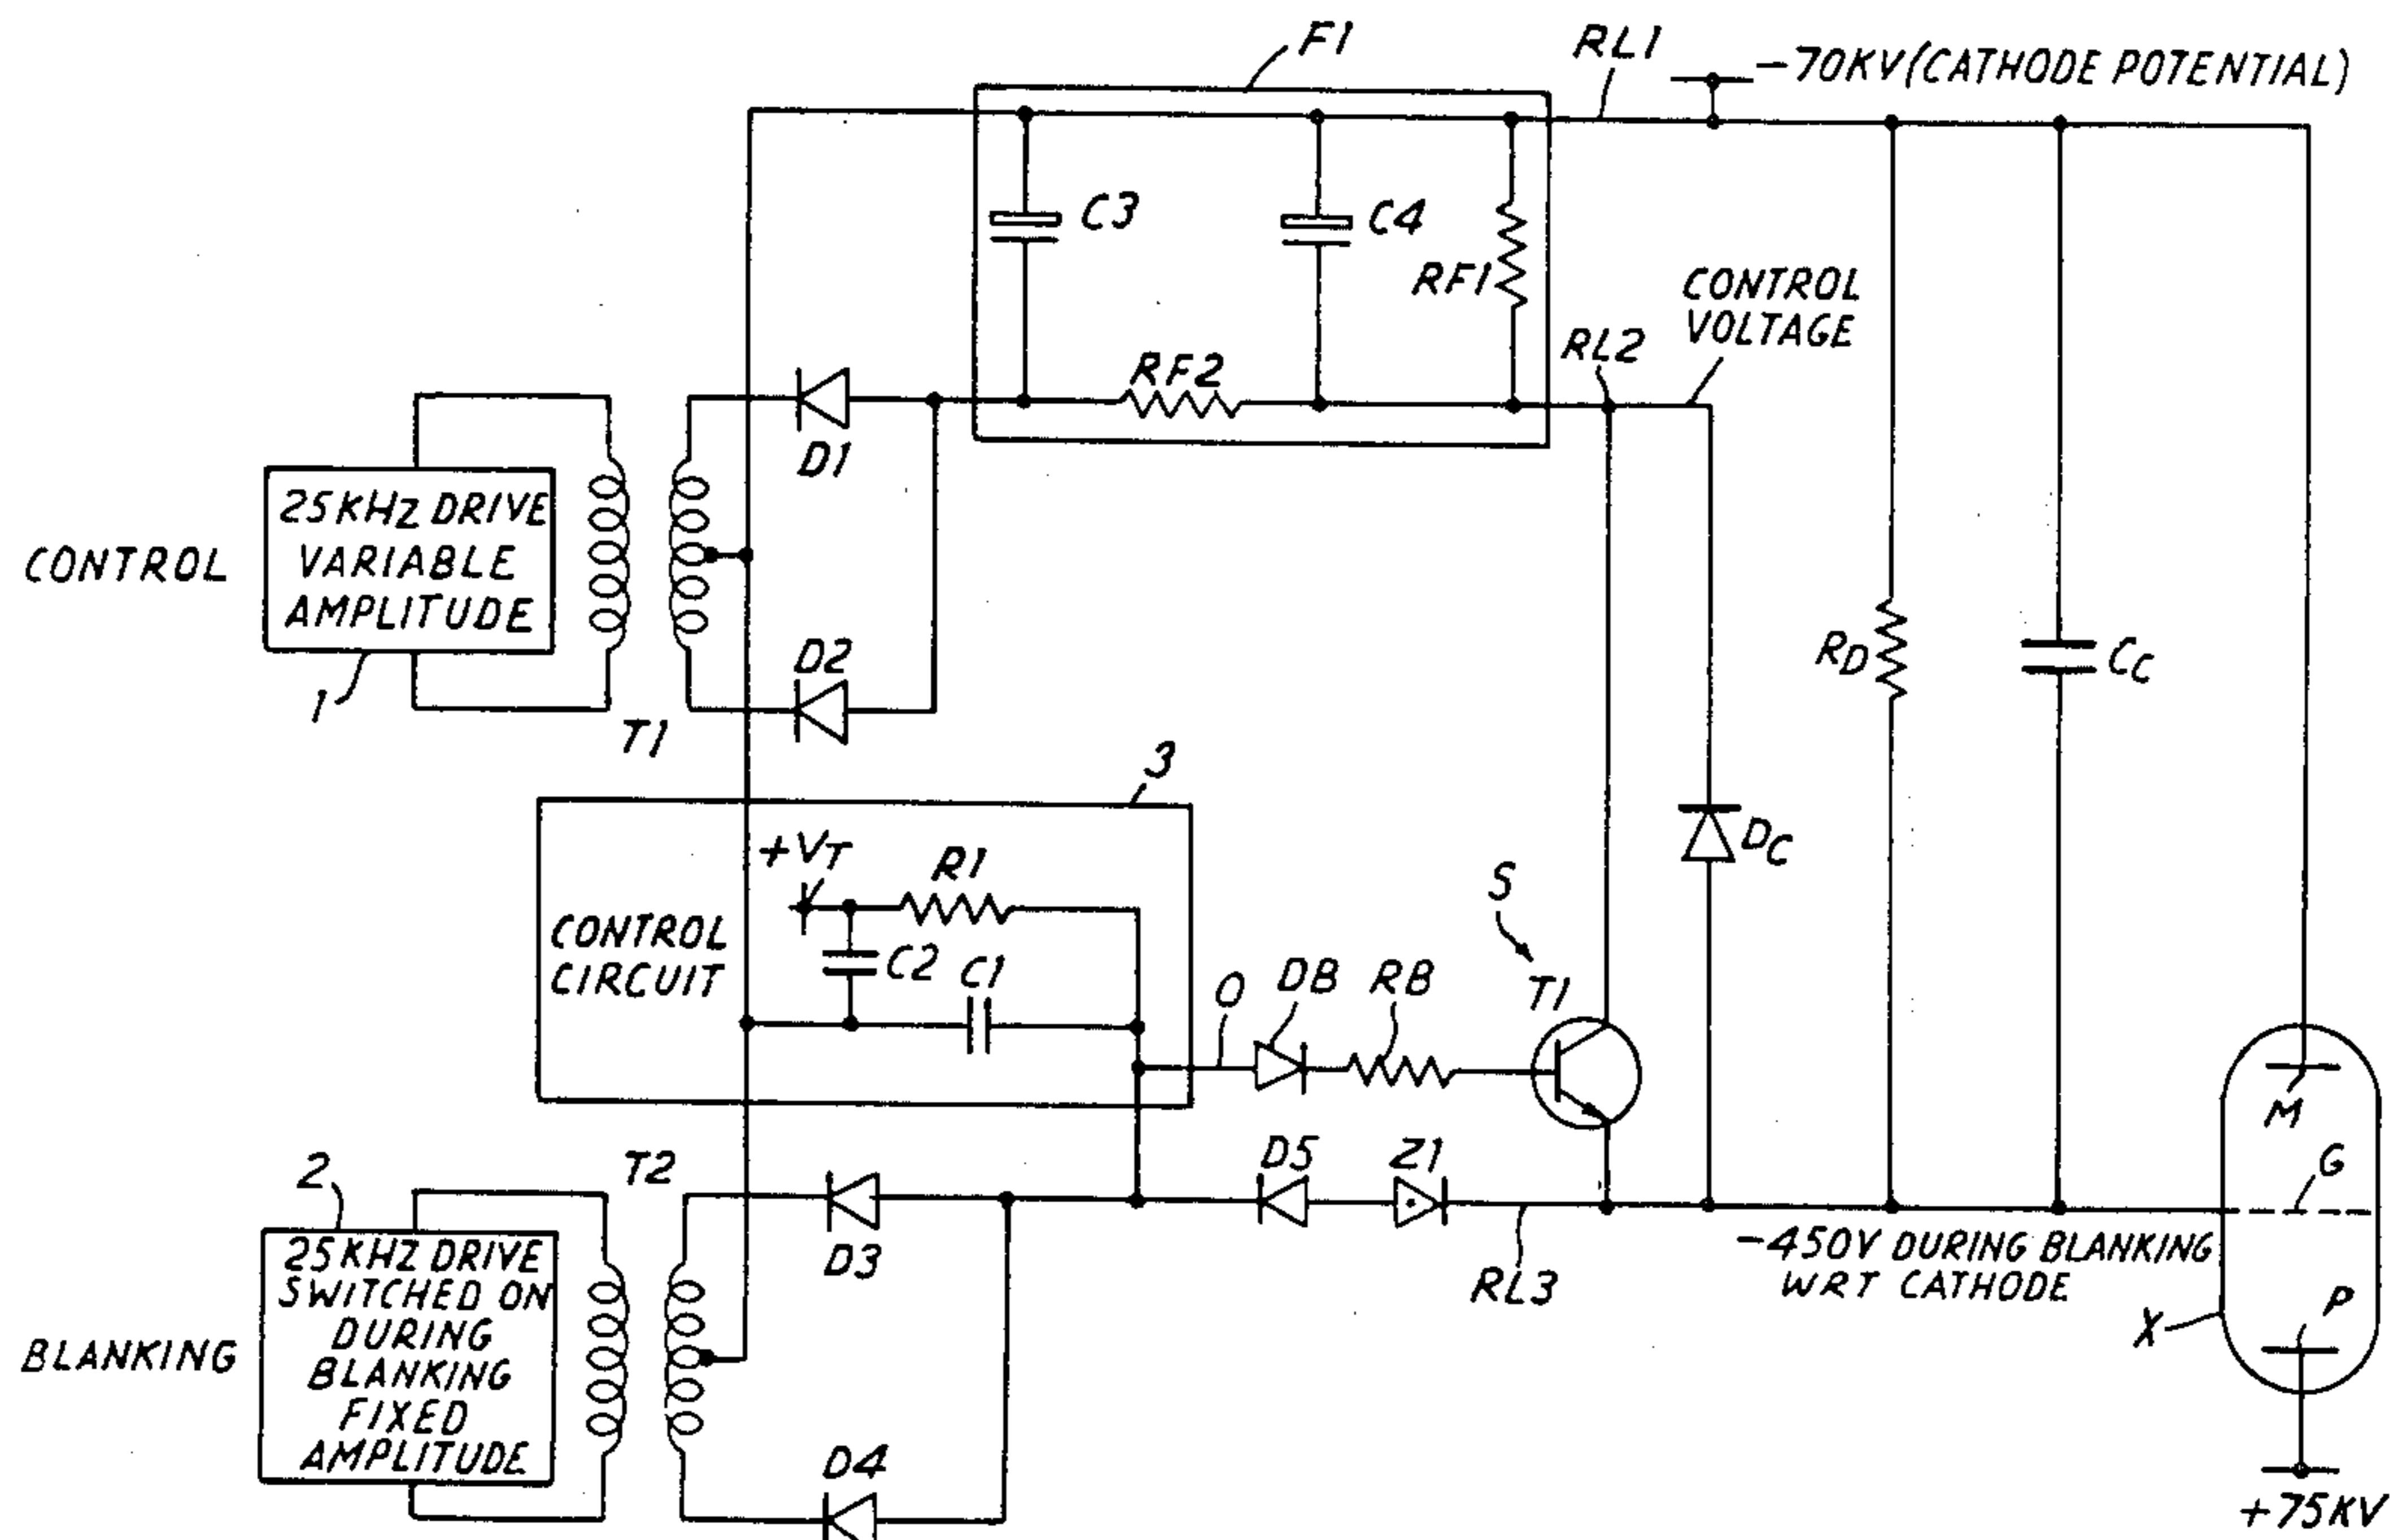 F1
RL1
-70KV (CATHODE POTENTIAL)
C3
C4
RF1
CONTROL
VOLTAGE
RL2
RF2
D1
25KHZ DRIVE
VARIABLE
AMPLITUDE
CONTROL
1
T1
D2
RD
CC
3
+VT
R1
CONTROL
CIRCUIT
C2
C1
O
DB
RB
S
T1
DC
M
G
P
X
2
T2
D3
D5
Z1
RL3
-450V DURING BLANKING
WRT CATHODE
25KHZ DRIVE
SWITCHED ON
DURING
BLANKING
FIXED
AMPLITUDE
BLANKING
D4
+75KV